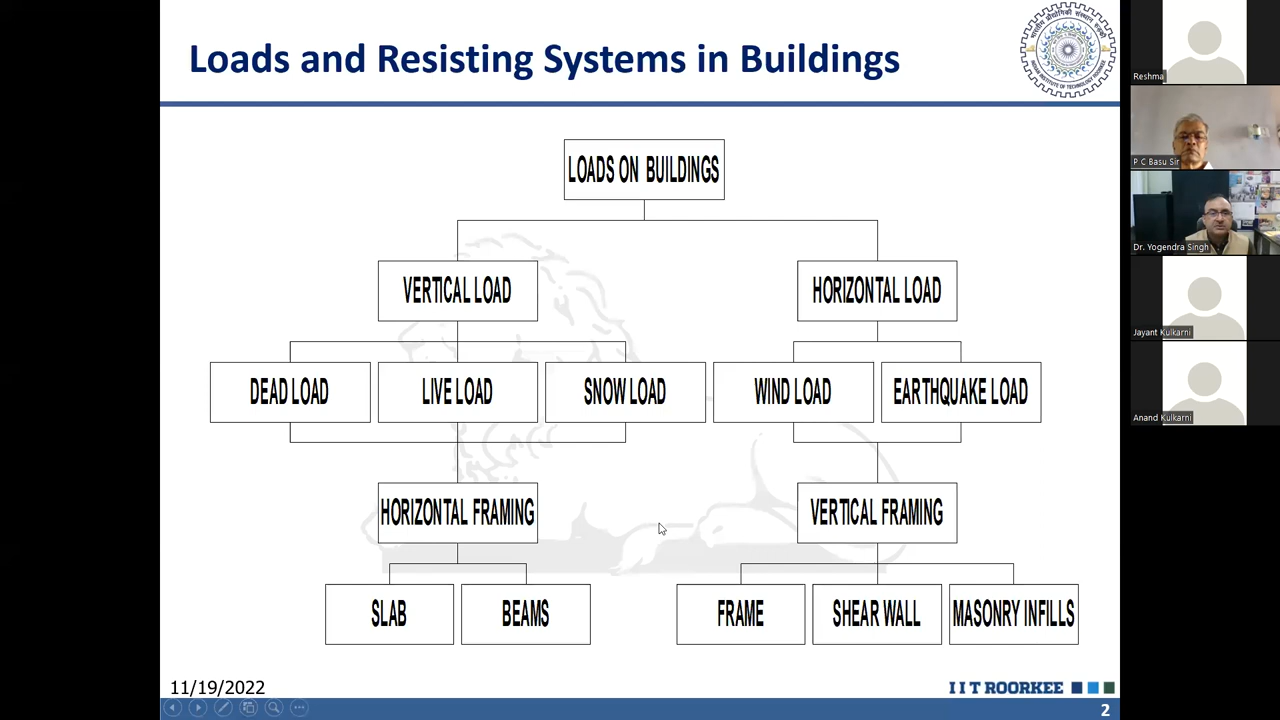 Loads and Resisting Systems in Buildings
LOADS ON BUILDINGS
VERTICAL LOAD
HORIZONTAL LOAD
DEAD LOAD
LIVE LOAD
SNOW LOAD
WIND LOAD
EARTHQUAKE LOAD
HORIZONTAL FRAMING
VERTICAL FRAMING
SLAB
BEAMS
FRAME
SHEAR WALL
MASONRY INFILLS
11/19/2022
I I T ROORKEE
2
Reshma
P C Basu Sir
Dr. Yogendra Singh
Jayant Kulkarni
Anand Kulkarni